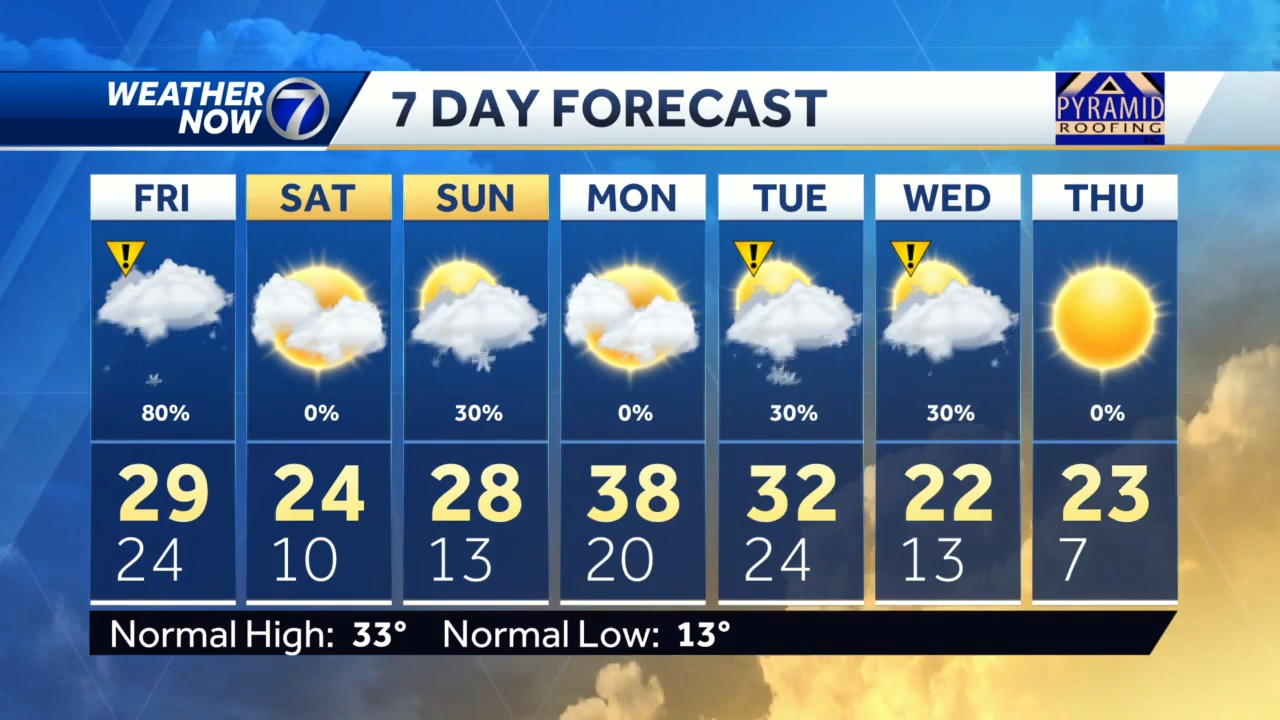 WEATHER
NOW 7
7 DAY FORECAST
PYRAMID
ROOFING
FRI SAT SUN MON TUE WED THU
! ! !
80% 0% 30% 0% 30% 30% 0%
29 24 28 38 32 22 23
24 10 13 20 24 13 7
Normal High: 33° Normal Low: 13°